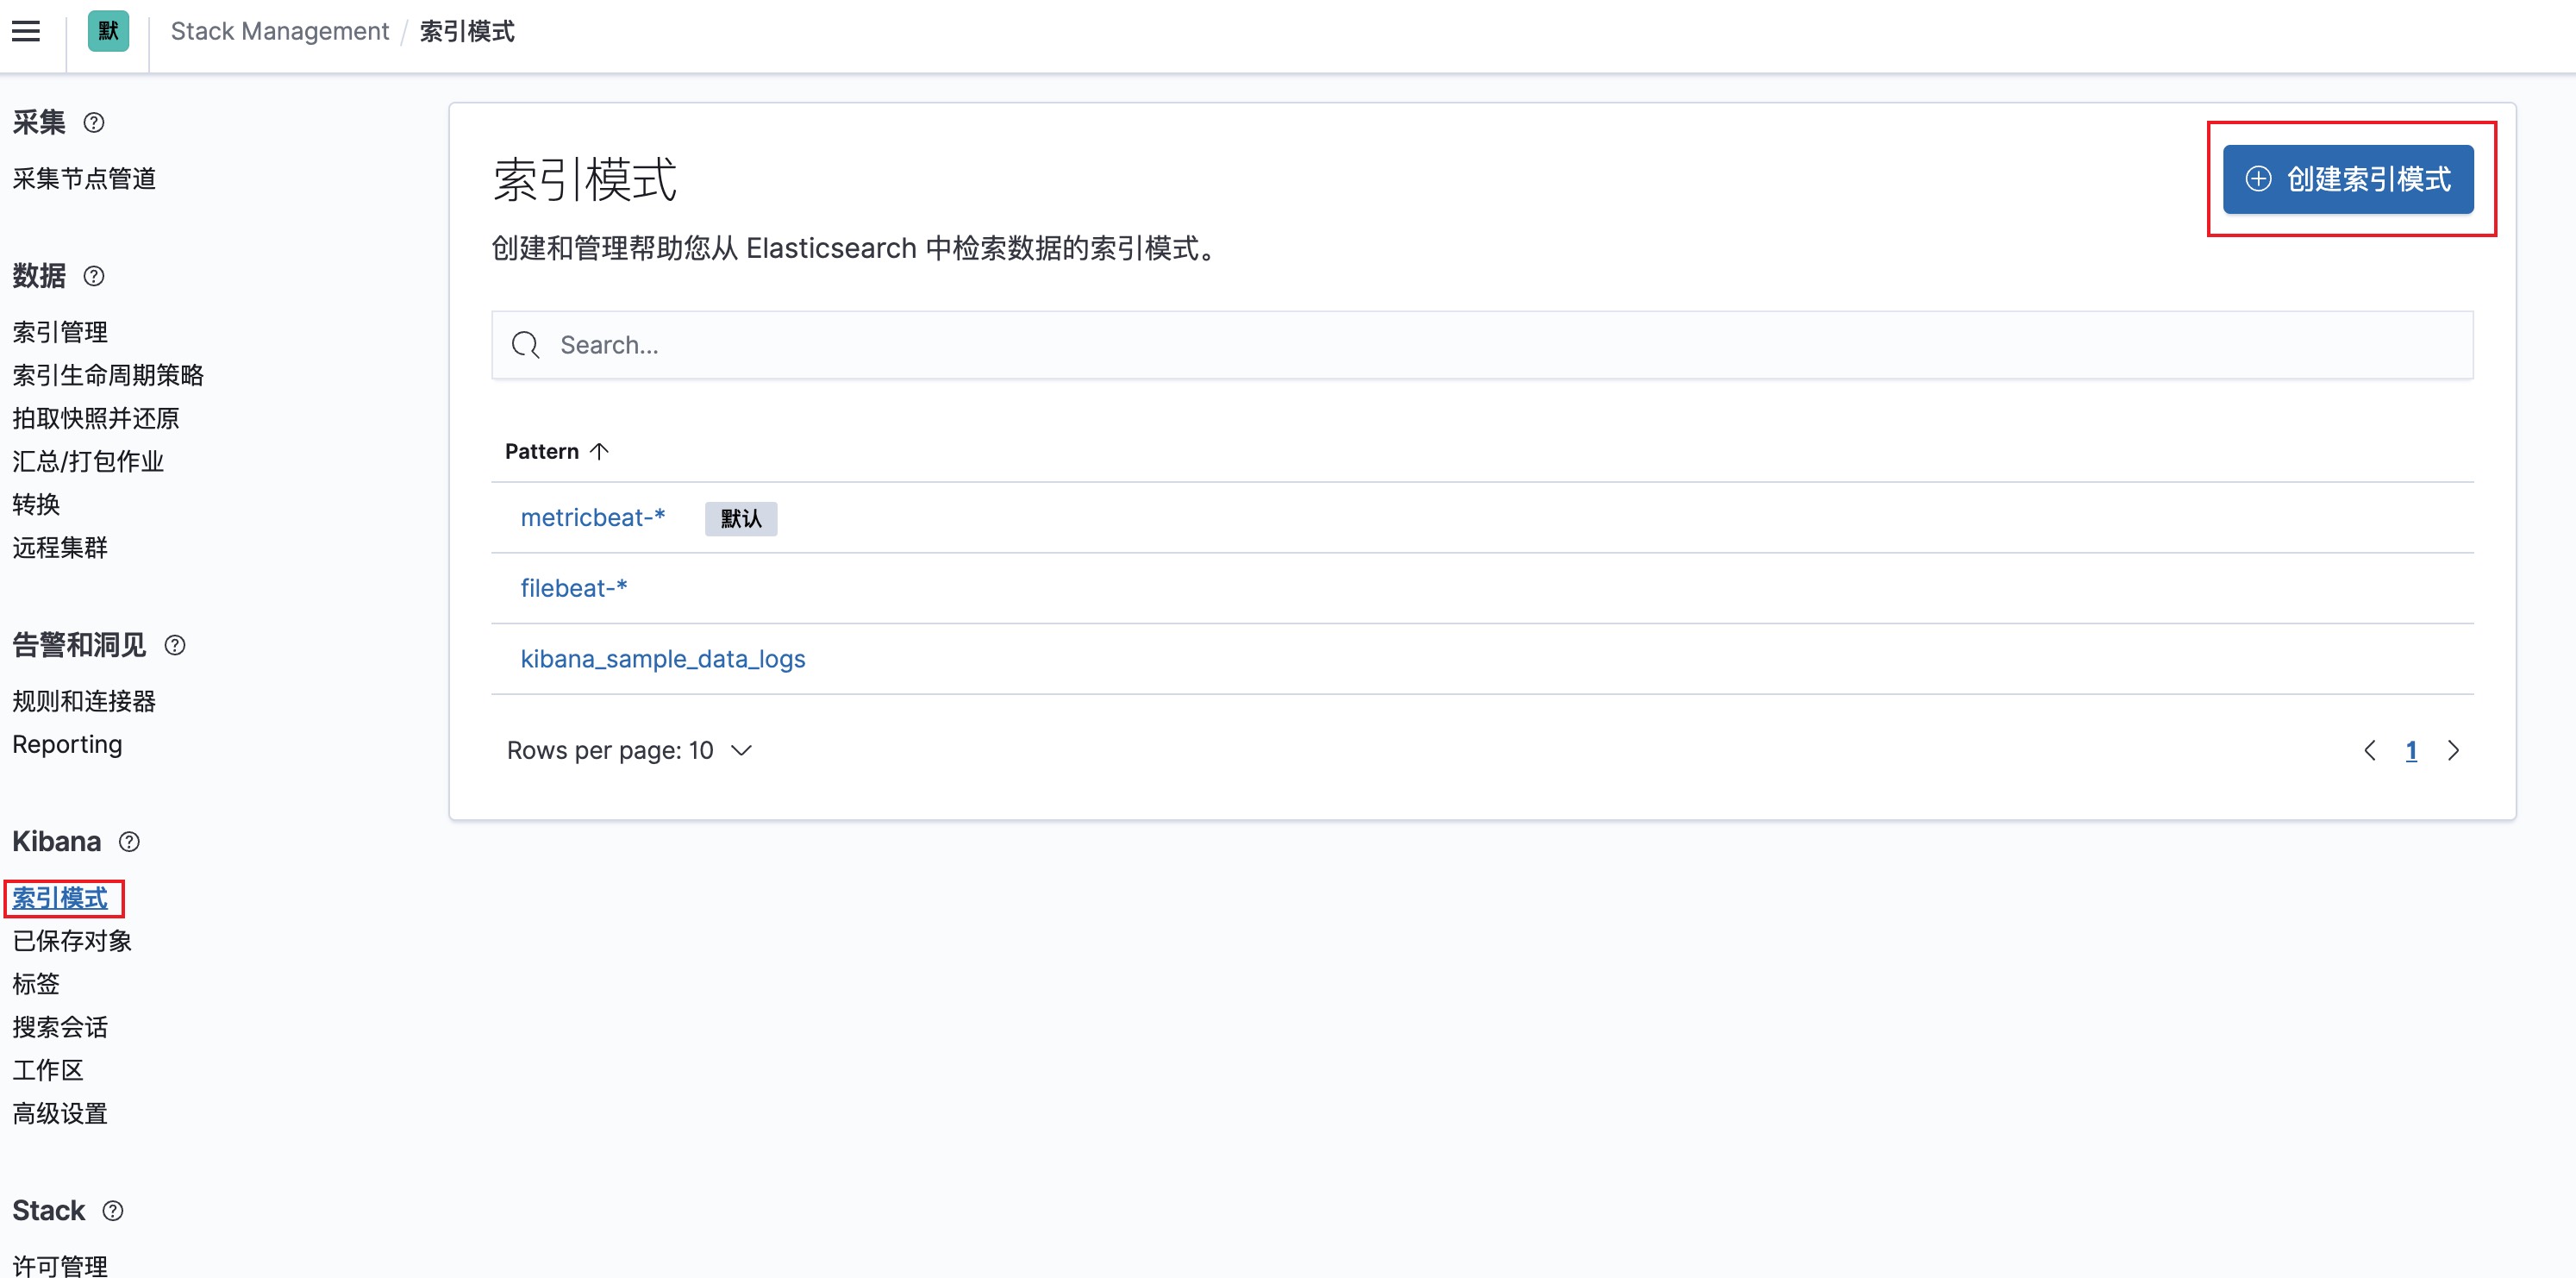 默 Stack Management / 索引模式
采集
采集节点管道
数据
索引管理
索引生命周期策略
拍取快照并还原
汇总/打包作业
转换
远程集群
告警和洞见
规则和连接器
Reporting
Kibana
索引模式
已保存对象
标签
搜索会话
工作区
高级设置
Stack
许可管理
索引模式
创建索引模式
创建和管理帮助您从 Elasticsearch 中检索数据的索引模式。
Search...
Pattern
metricbeat-* 默认
filebeat-*
kibana_sample_data_logs
Rows per page: 10
1